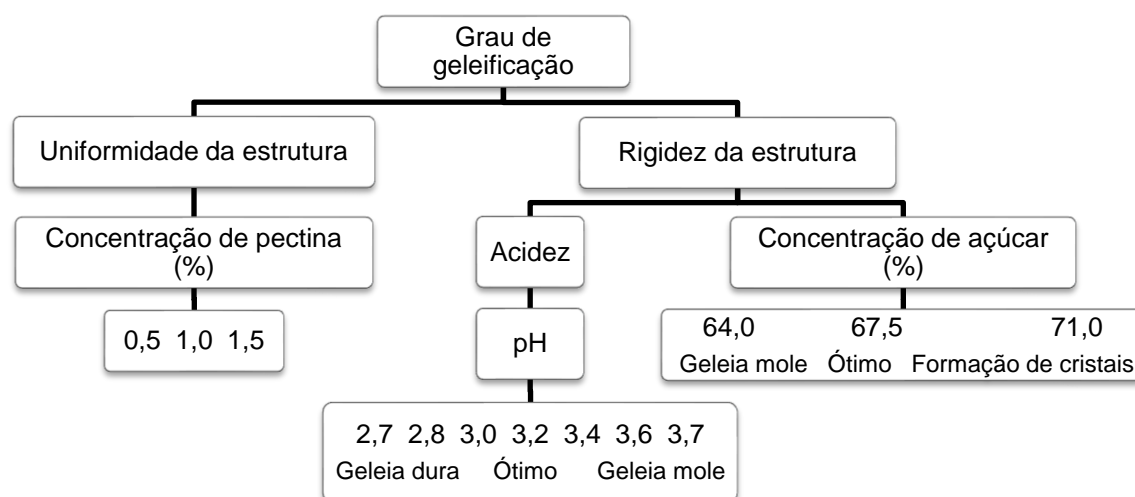 Grau de
geleificação
Uniformidade da estrutura
Rigidez da estrutura
Concentração de pectina
(%)
Acidez
Concentração de açúcar
(%)
0,5 1,0 1,5
pH
64,0 67,5 71,0
Geleia mole Ótimo Formação de cristais
2,7 2,8 3,0 3,2 3,4 3,6 3,7
Geleia dura Ótimo Geleia mole